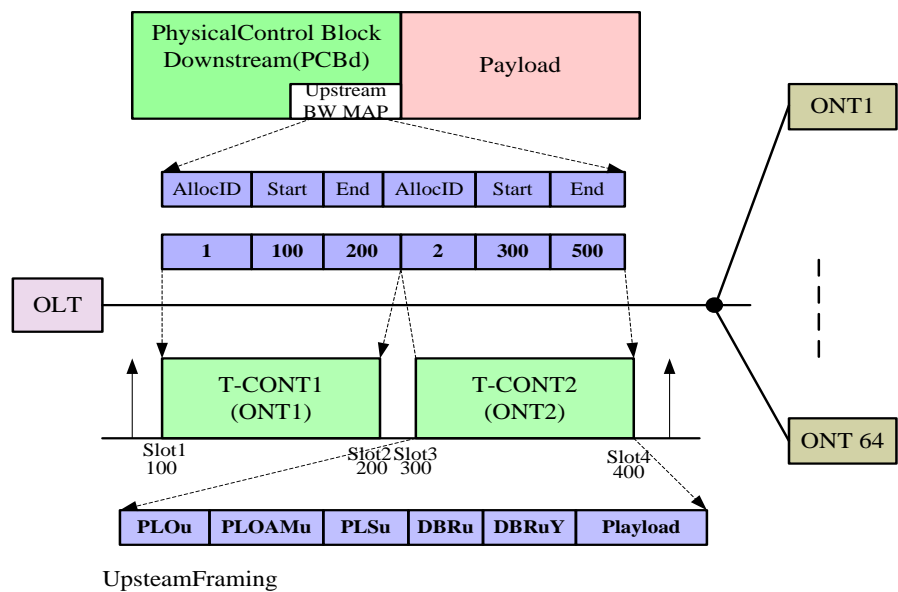 PhysicalControl Block
Downstream(PCBd)
Payload
Upstream
BW MAP
ONT1
AllocID Start End AllocID Start End
1 100 200 2 300 500
OLT
T-CONT1
(ONT1)
T-CONT2
(ONT2)
ONT 64
Slot1
100
Slot2
200
Slot3
300
Slot4
400
PLOu PLOAMu PLSu DBRu DBRuY Playload
UpsteamFraming